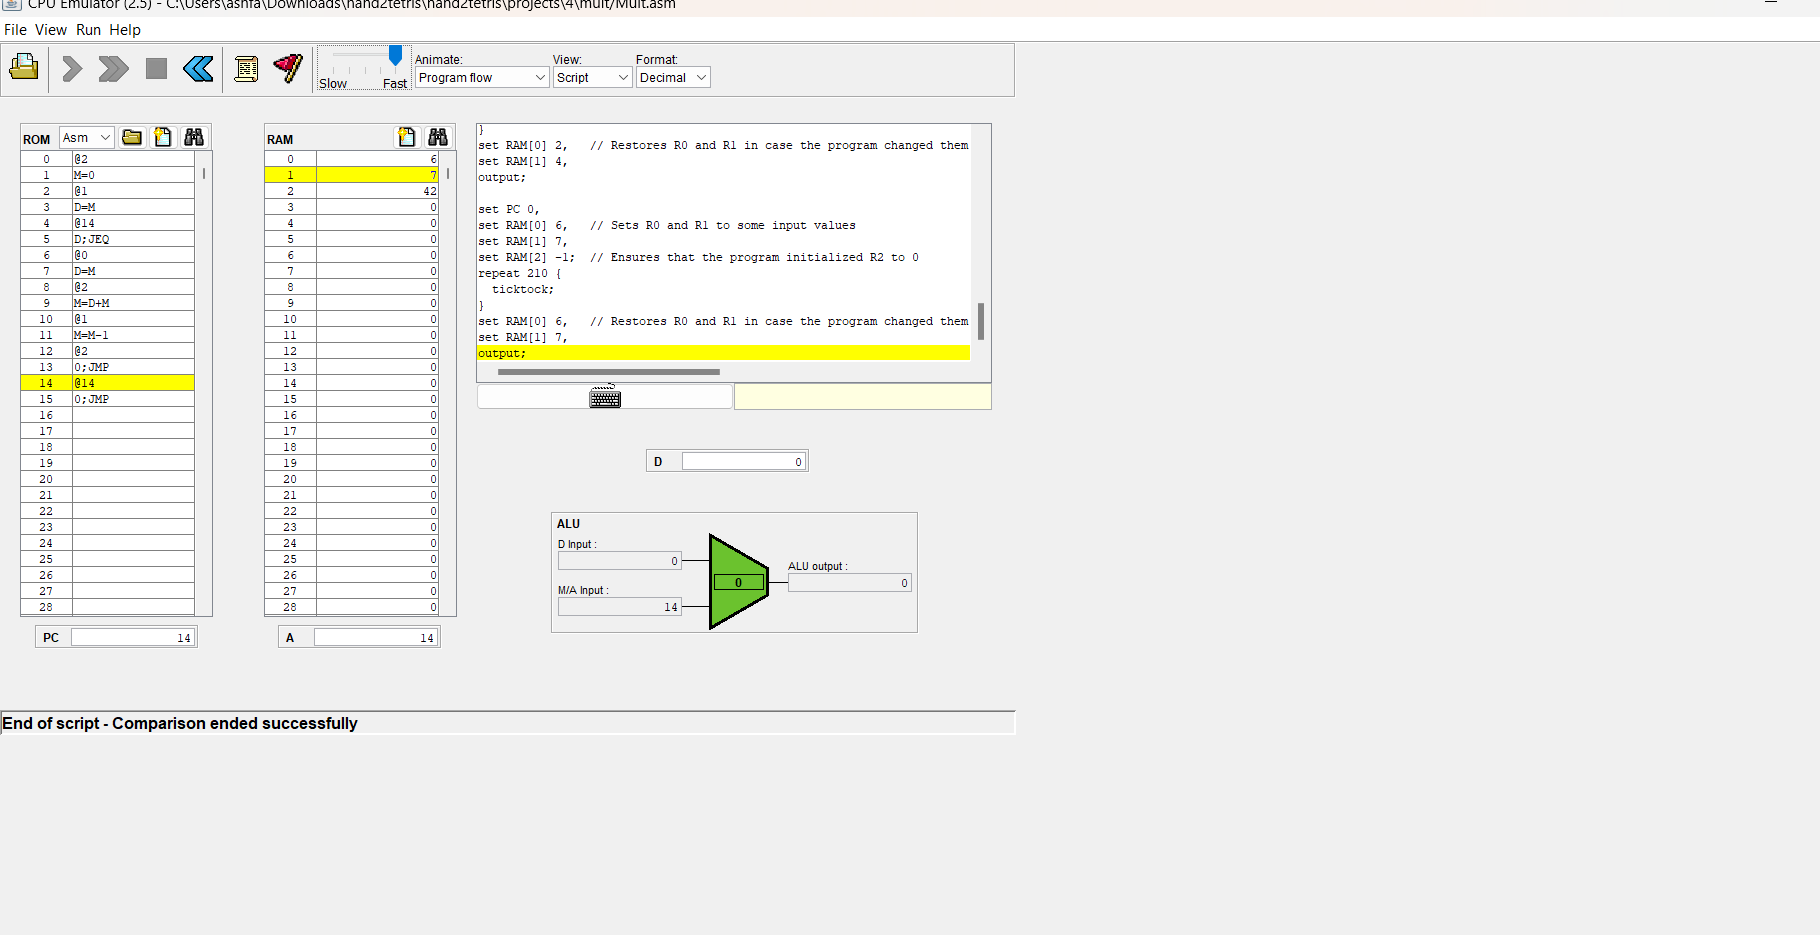 CPU Emulator (2.5) - C:\Users\ashfa\Downloads\nand2tetris\nand2tetris\projects\4\mult/Mult.asm
File View Run Help
Slow Fast
Animate:
Program flow
View:
Script
Format:
Decimal
ROM Asm
0 @2
1 M=0
2 @1
3 D=M
4 @14
5 D;JEQ
6 @0
7 D=M
8 @2
9 M=D+M
10 @1
11 M=M-1
12 @2
13 0;JMP
14 @14
15 0;JMP
16
17
18
19
20
21
22
23
24
25
26
27
28
PC 14
RAM
0 6
1 7
2 42
3 0
4 0
5 0
6 0
7 0
8 0
9 0
10 0
11 0
12 0
13 0
14 0
15 0
16 0
17 0
18 0
19 0
20 0
21 0
22 0
23 0
24 0
25 0
26 0
27 0
28 0
A 14
}
set RAM[0] 2, // Restores R0 and R1 in case the program changed them
set RAM[1] 4,
output;
set PC 0,
set RAM[0] 6, // Sets R0 and R1 to some input values
set RAM[1] 7,
set RAM[2] -1; // Ensures that the program initialized R2 to 0
repeat 210 {
ticktock;
}
set RAM[0] 6, // Restores R0 and R1 in case the program changed them
set RAM[1] 7,
output;
D 0
ALU
D Input :
0
M/A Input :
14
0
ALU output :
0
End of script - Comparison ended successfully